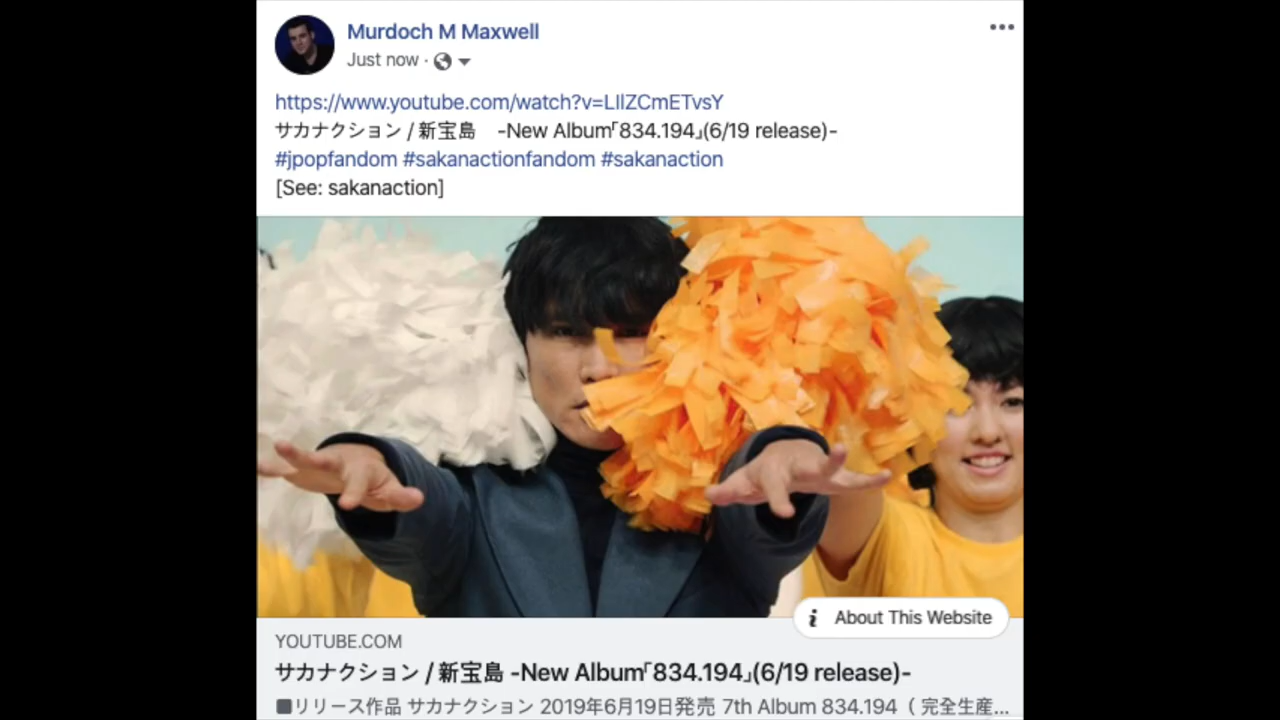 Murdoch M Maxwell
Just now ·
https://www.youtube.com/watch?v=LIlZCmETvsY
サカナクション / 新宝島　-New Album「834.194」(6/19 release)-
#jpopfandom #sakanactionfandom #sakanaction
[See: sakanaction]
i About This Website
YOUTUBE.COM
サカナクション / 新宝島 -New Album「834.194」(6/19 release)-
■リリース作品 サカナクション 2019年6月19日発売 7th Album 834.194（ 完全生産...